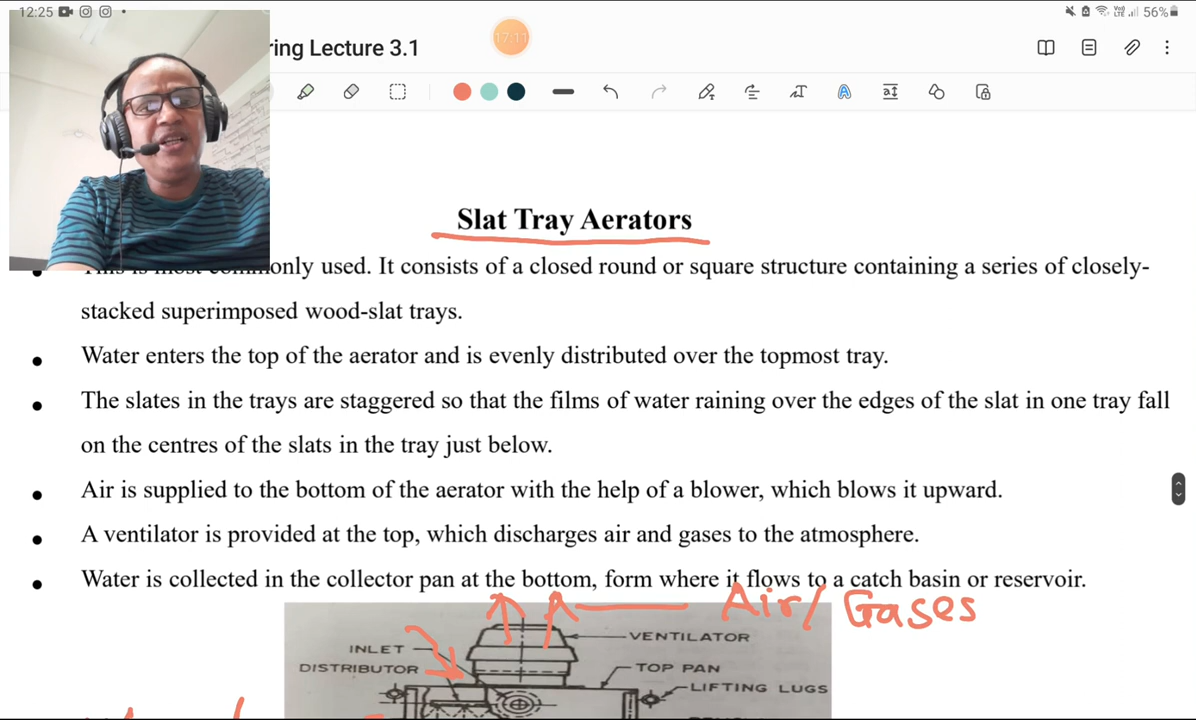 12:25
VoD LTE 56%
17:11
ring Lecture 3.1
Slat Tray Aerators
commonly used. It consists of a closed round or square structure containing a series of closely-
stacked superimposed wood-slat trays.
Water enters the top of the aerator and is evenly distributed over the topmost tray.
The slates in the trays are staggered so that the films of water raining over the edges of the slat in one tray fall
on the centres of the slats in the tray just below.
Air is supplied to the bottom of the aerator with the help of a blower, which blows it upward.
A ventilator is provided at the top, which discharges air and gases to the atmosphere.
Water is collected in the collector pan at the bottom, form where it flows to a catch basin or reservoir.
Air/ Gases
VENTILATOR
INLET
DISTRIBUTOR
TOP PAN
LIFTING LUGS